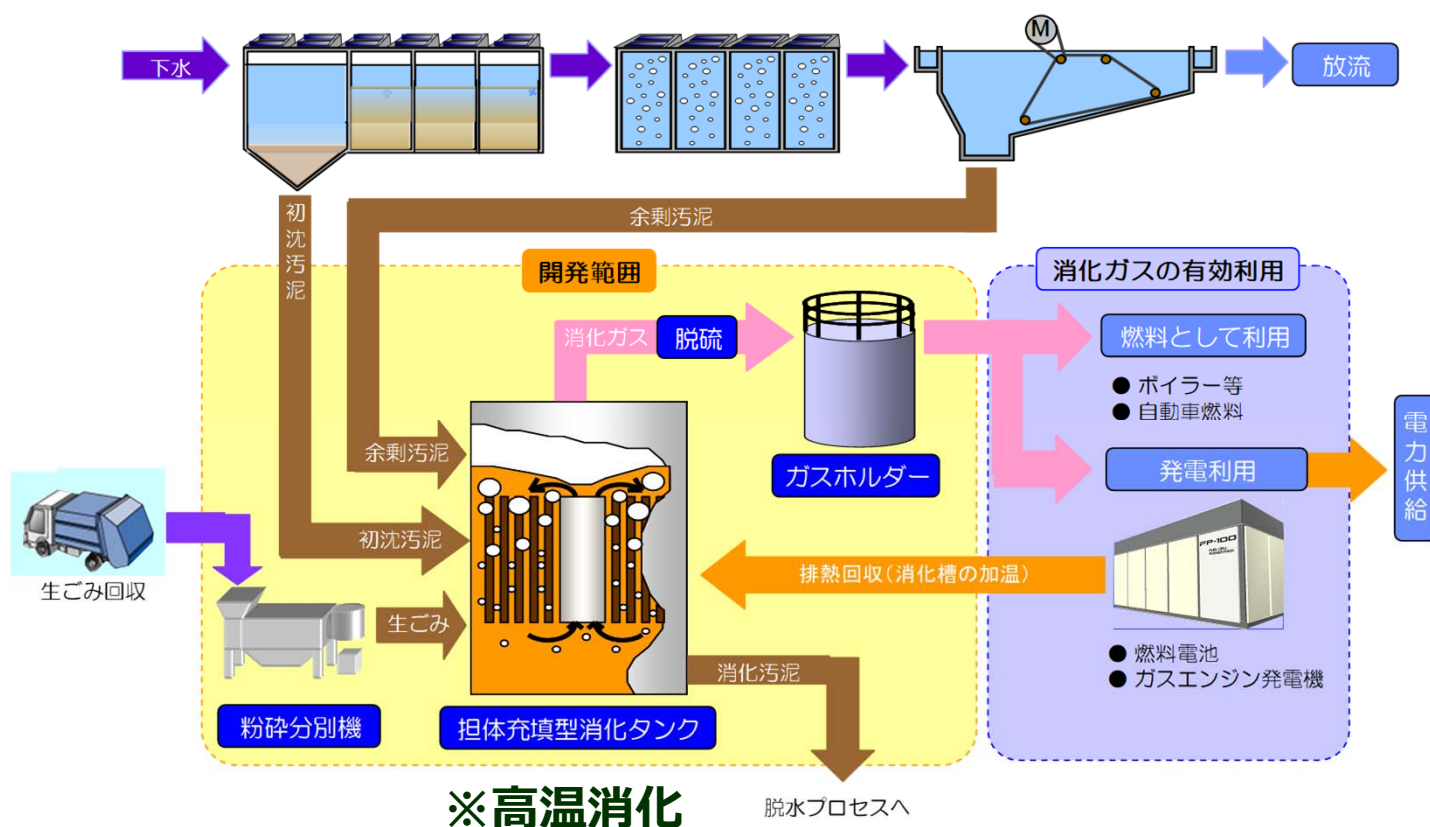 下水
M
放流
初沈汚泥
余剰汚泥
開発範囲
消化ガスの有効利用
消化ガス
脱硫
燃料として利用
● ボイラー等
● 自動車燃料
電力供給
余剰汚泥
ガスホルダー
発電利用
初沈汚泥
FP-100
排熱回収(消化槽の加温)
生ごみ回収
生ごみ
消化汚泥
● 燃料電池
● ガスエンジン発電機
粉砕分別機
担体充填型消化タンク
※高温消化
脱水プロセスへ